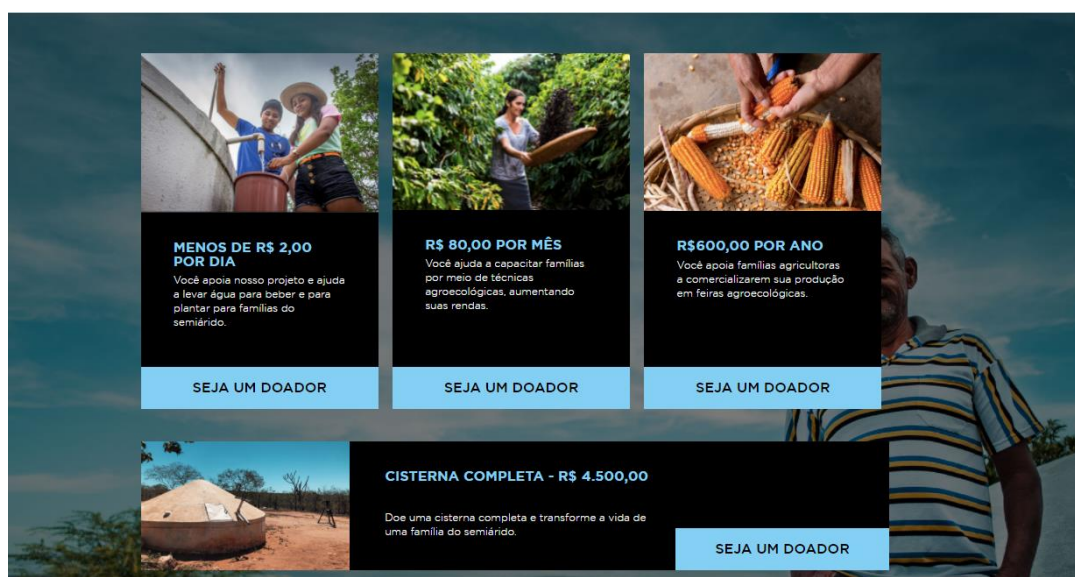 MENOS DE R$ 2,00
POR DIA
Você apoia nosso projeto e ajuda
a levar água para beber e para
plantar para famílias do
semiárido.
SEJA UM DOADOR
R$ 80,00 POR MÊS
Você ajuda a capacitar famílias
por meio de técnicas
agroecológicas, aumentando
suas rendas.
SEJA UM DOADOR
R$600,00 POR ANO
Você apoia famílias agricultoras
a comercializarem sua produção
em feiras agroecológicas.
SEJA UM DOADOR
CISTERNA COMPLETA - R$ 4.500,00
Doe uma cisterna completa e transforme a vida de
uma família do semiárido.
SEJA UM DOADOR